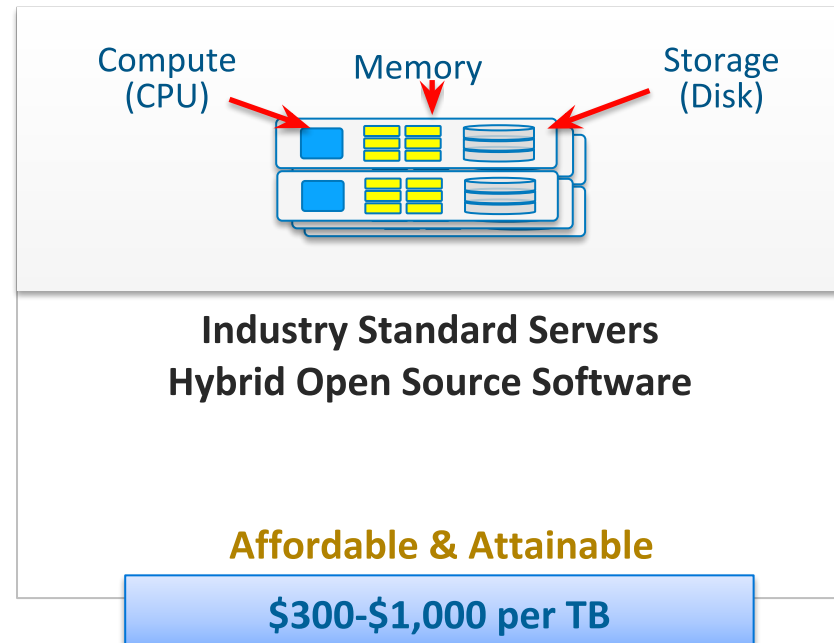 Compute
(CPU)
Memory
Storage
(Disk)
Industry Standard Servers
Hybrid Open Source Software
Affordable & Attainable
$300-$1,000 per TB